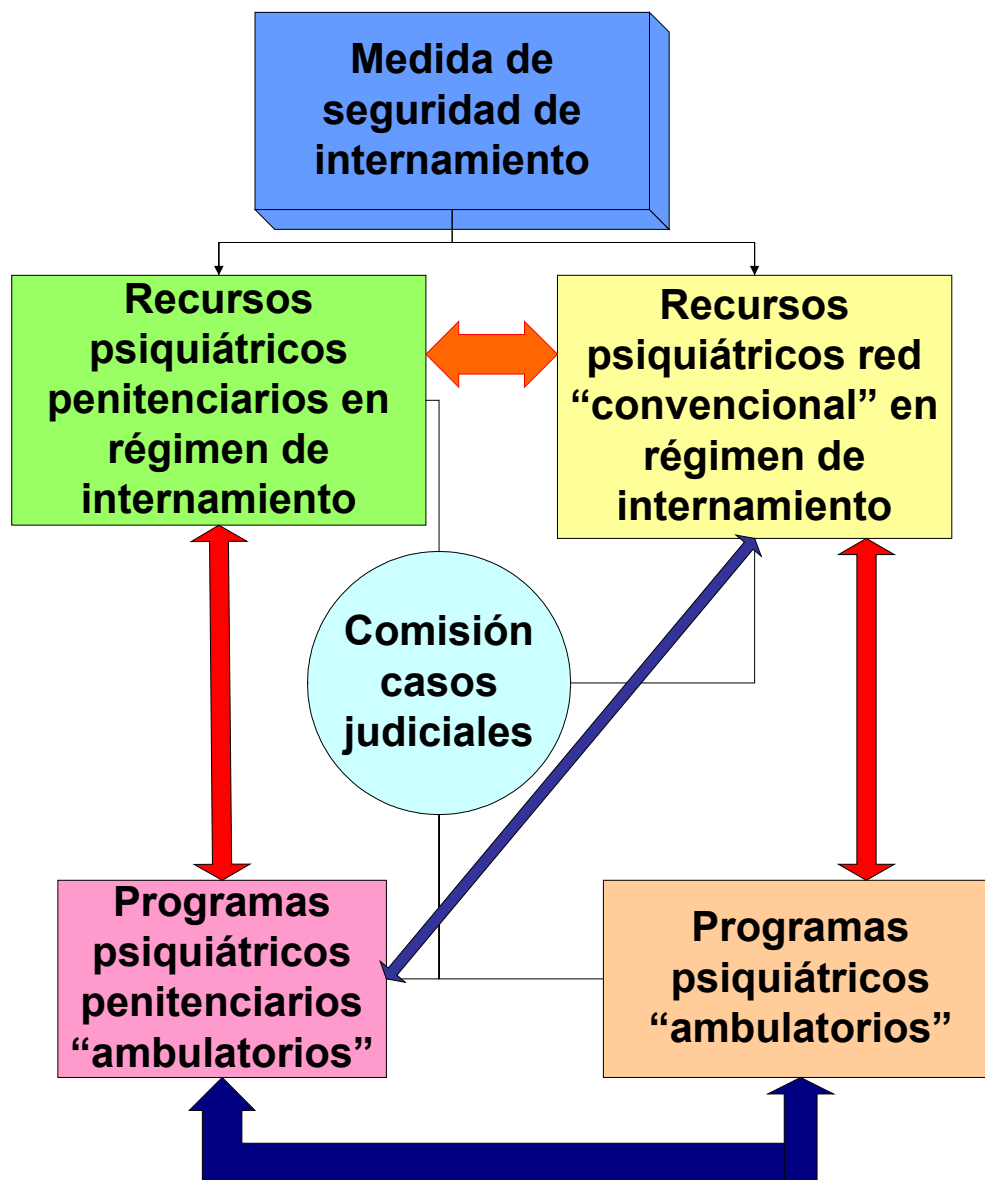 Medida de
seguridad de
internamiento
Recursos
psiquiátricos
penitenciarios en
régimen de
internamiento
Recursos
psiquiátricos red
“convencional” en
régimen de
internamiento
Comisión
casos
judiciales
Programas
psiquiátricos
penitenciarios
“ambulatorios”
Programas
psiquiátricos
“ambulatorios”